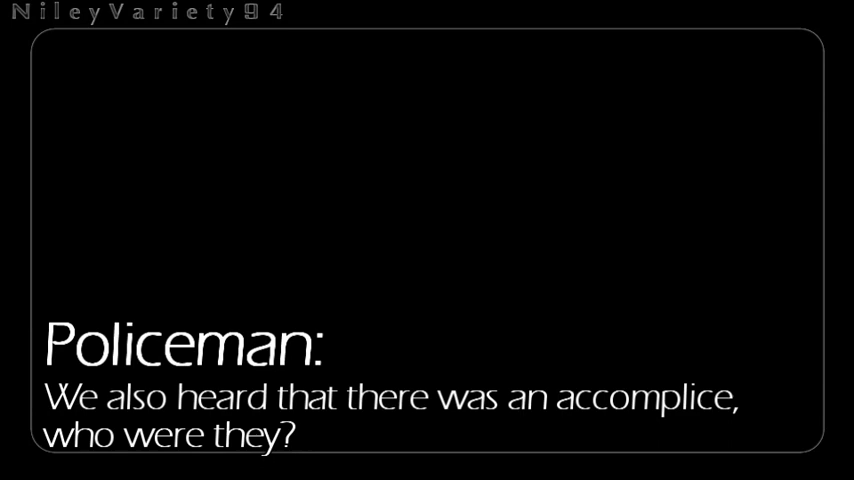 NileyVariety94
Policeman:
We also heard that there was an accomplice,
who were they?